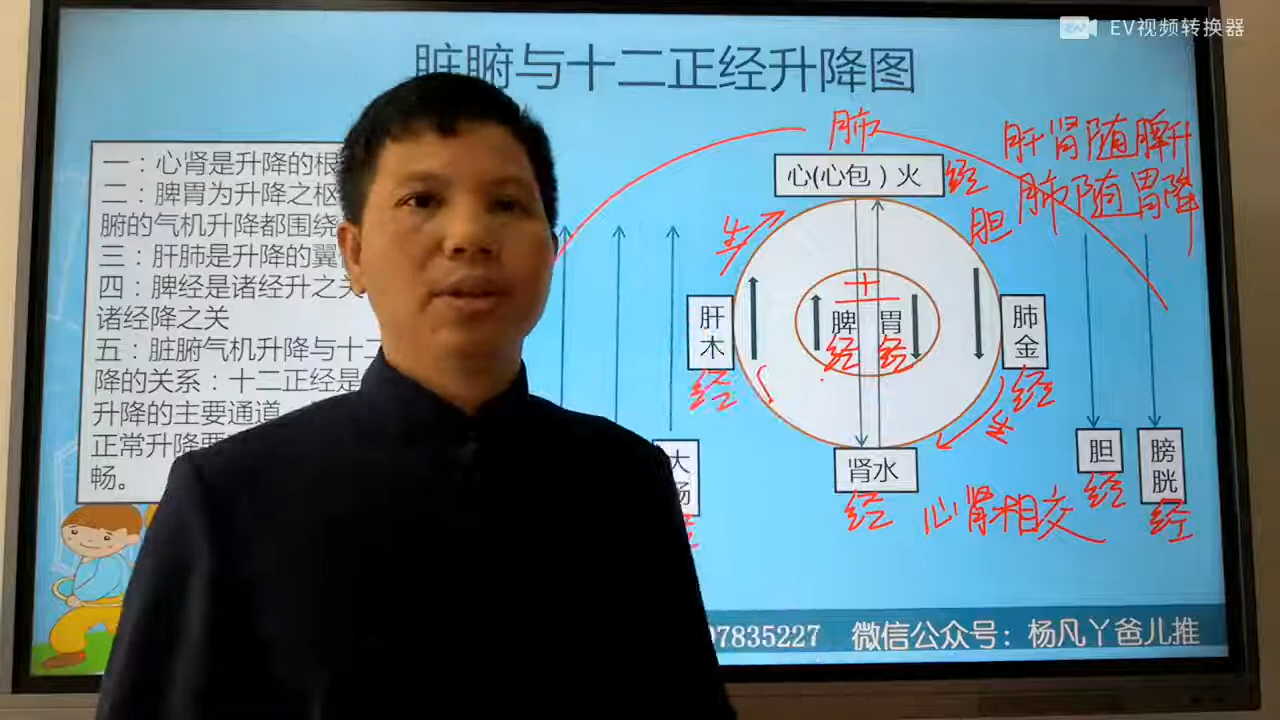 EV视频转换器
脏腑与十二正经升降图
一：心肾是升降的根
二：脾胃为升降之枢
腑的气机升降都围绕
三：肝肺是升降的翼
四：脾经是诸经升之关
诸经降之关
五：脏腑气机升降与十二
降的关系：十二正经是
升降的主要通道
正常升降要
畅。
肺
心(心包）火
经
肝肾随脾升
肺随胃降
胆
土
脾
胃
经
经
肝木
经
肺金
经
肾水
经
心肾相交
大肠
胆
经
膀胱
经
07835227
微信公众号：杨凡丫爸儿推